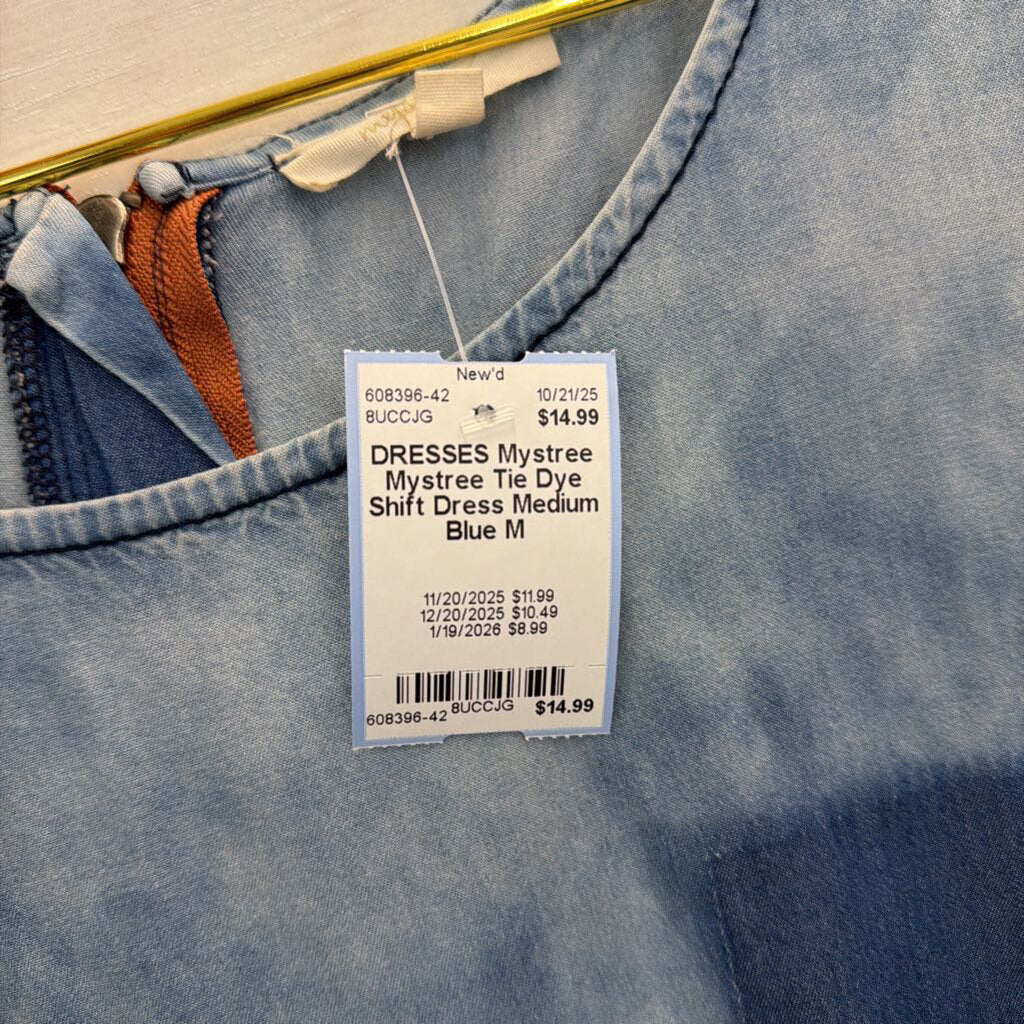 New'd
608396-42 10/21/25
8UCCJG $14.99
DRESSES Mystree
Mystree Tie Dye
Shift Dress Medium
Blue M
11/20/2025 $11.99
12/20/2025 $10.49
1/19/2026 $8.99
608396-42 8UCCJG $14.99